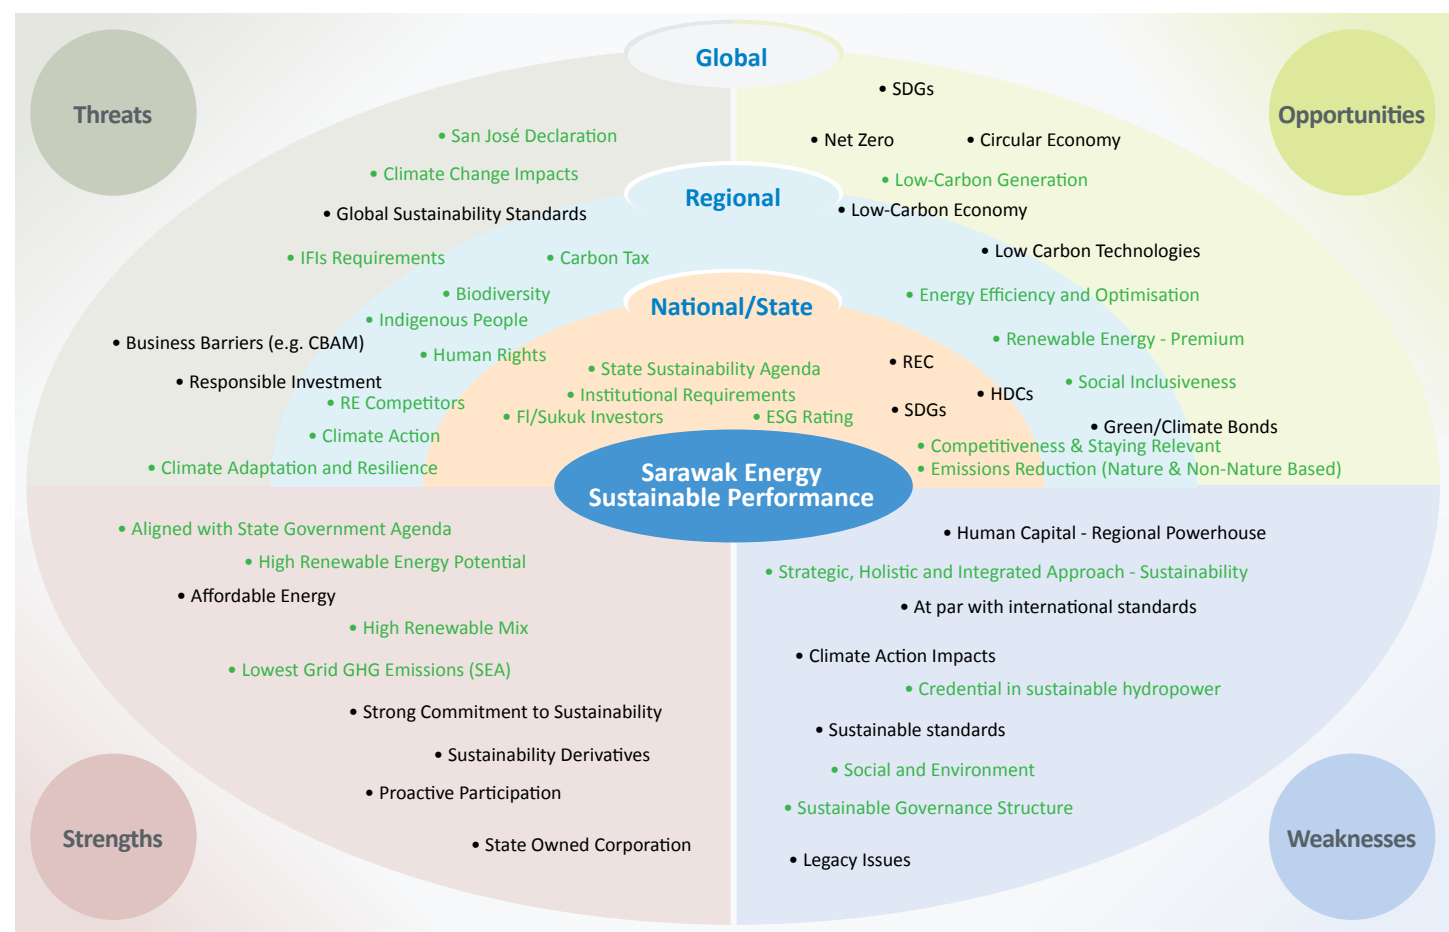 Global
Threats
Opportunities
• SDGs
• San José Declaration
• Net Zero
• Circular Economy
• Climate Change Impacts
• Low-Carbon Generation
Regional
• Global Sustainability Standards
• Low-Carbon Economy
• IFIs Requirements
• Carbon Tax
• Low Carbon Technologies
• Biodiversity
• Energy Efficiency and Optimisation
National/State
• Indigenous People
• Business Barriers (e.g. CBAM)
• Renewable Energy - Premium
• Human Rights
• State Sustainability Agenda
• REC
• Responsible Investment
• Social Inclusiveness
• Institutional Requirements
• HDCs
• RE Competitors
• FI/Sukuk Investors
• ESG Rating
• SDGs
• Green/Climate Bonds
• Climate Action
• Competitiveness & Staying Relevant
• Climate Adaptation and Resilience
• Emissions Reduction (Nature & Non-Nature Based)
Sarawak Energy
Sustainable Performance
• Aligned with State Government Agenda
• High Renewable Energy Potential
• Affordable Energy
• High Renewable Mix
• Lowest Grid GHG Emissions (SEA)
• Strong Commitment to Sustainability
• Sustainability Derivatives
• Proactive Participation
• State Owned Corporation
Strengths
• Human Capital - Regional Powerhouse
• Strategic, Holistic and Integrated Approach - Sustainability
• At par with international standards
• Climate Action Impacts
• Credential in sustainable hydropower
• Sustainable standards
• Social and Environment
• Sustainable Governance Structure
• Legacy Issues
Weaknesses